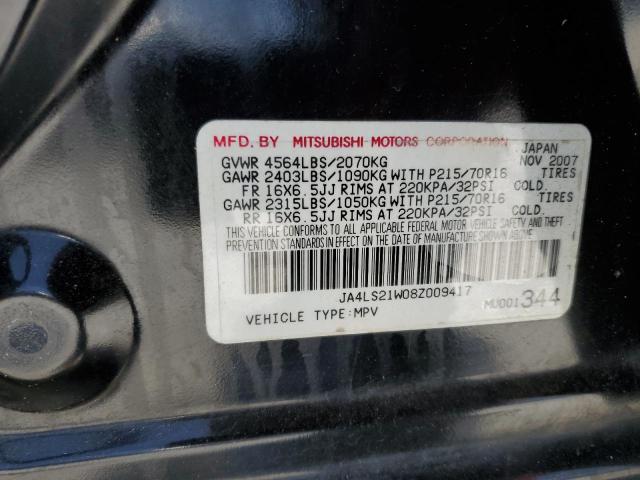 MFD. BY MITSUBISHI MOTORS CORPORATION JAPAN
GVWR 4564LBS/2070KG NOV 2007
GAWR 2403LBS/1090KG WITH P215/70R16 TIRES
FR 16X6.5JJ RIMS AT 220KPA/32PSI COLD.
GAWR 2315LBS/1050KG WITH P215/70R16 TIRES
RR 16X6.5JJ RIMS AT 220KPA/32PSI COLD.
THIS VEHICLE CONFORMS TO ALL APPLICABLE FEDERAL MOTOR VEHICLE SAFETY AND THEFT
PREVENTION STANDARDS IN EFFECT ON THE DATE OF MANUFACTURE SHOWN ABOVE.
JA4LS21W08Z009417
MU001344
VEHICLE TYPE:MPV